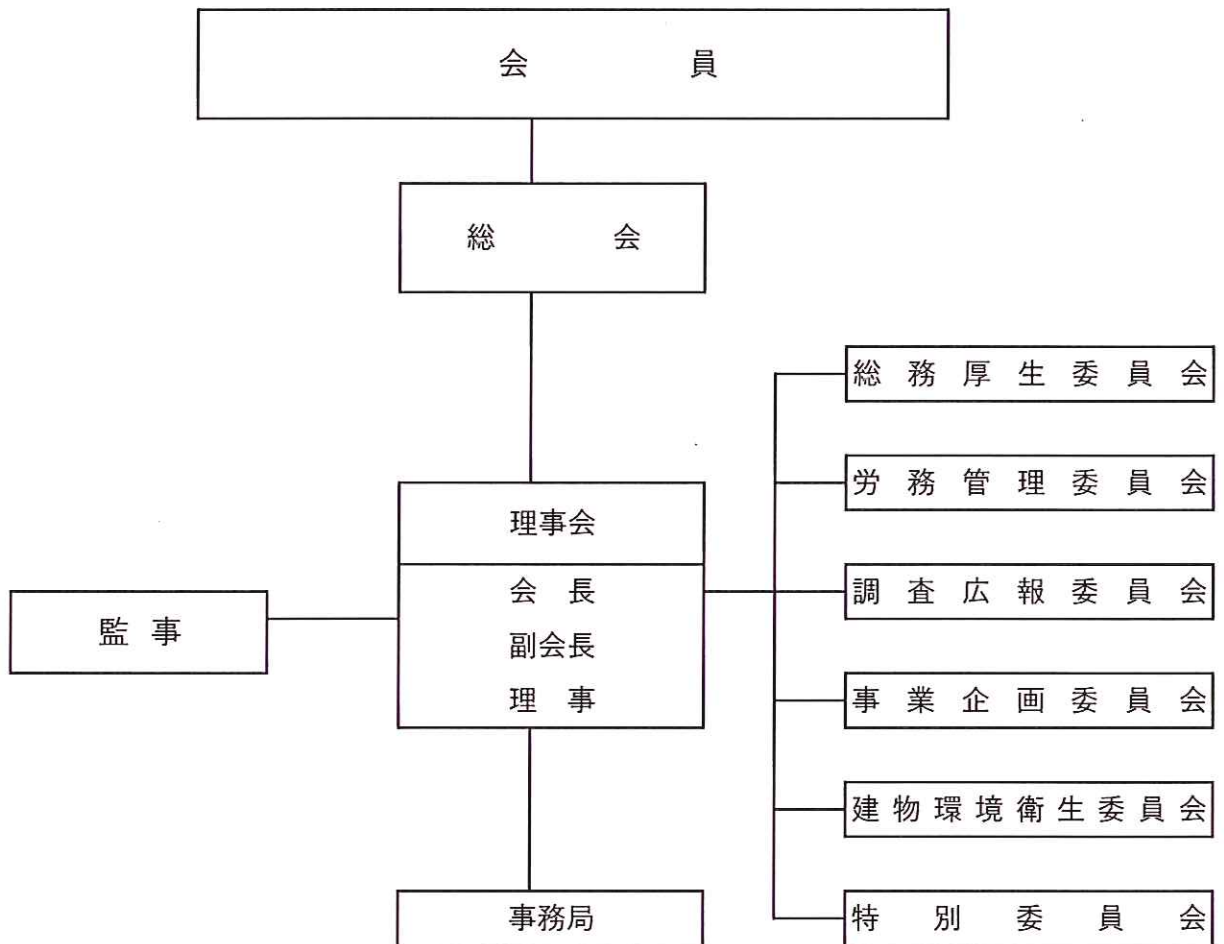 会員
総会
理事会
会長
副会長
理事
監事
事務局
総務厚生委員会
労務管理委員会
調査広報委員会
事業企画委員会
建物環境衛生委員会
特別委員会